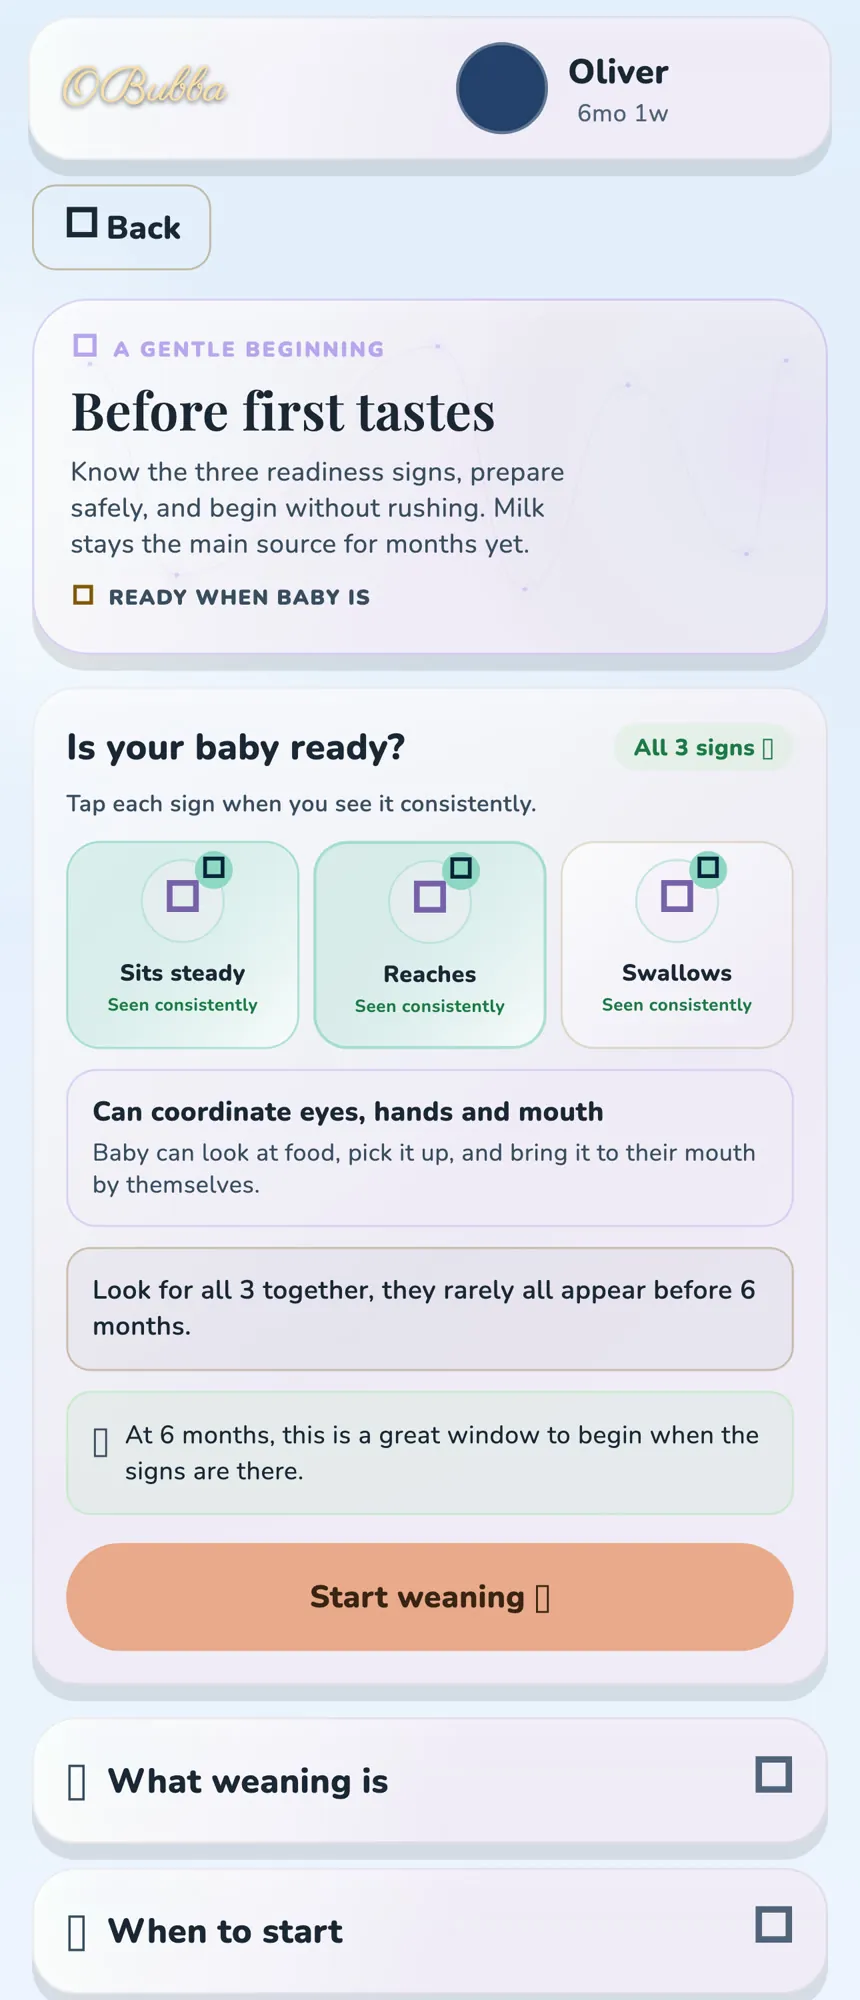 OBubba
Oliver
6mo 1w
Back
A GENTLE BEGINNING
Before first tastes
Know the three readiness signs, prepare
safely, and begin without rushing. Milk
stays the main source for months yet.
READY WHEN BABY IS
Is your baby ready?
All 3 signs
Tap each sign when you see it consistently.
Sits steady
Seen consistently
Reaches
Seen consistently
Swallows
Seen consistently
Can coordinate eyes, hands and mouth
Baby can look at food, pick it up, and bring it to their mouth
by themselves.
Look for all 3 together, they rarely all appear before 6
months.
At 6 months, this is a great window to begin when the
signs are there.
Start weaning
What weaning is
When to start